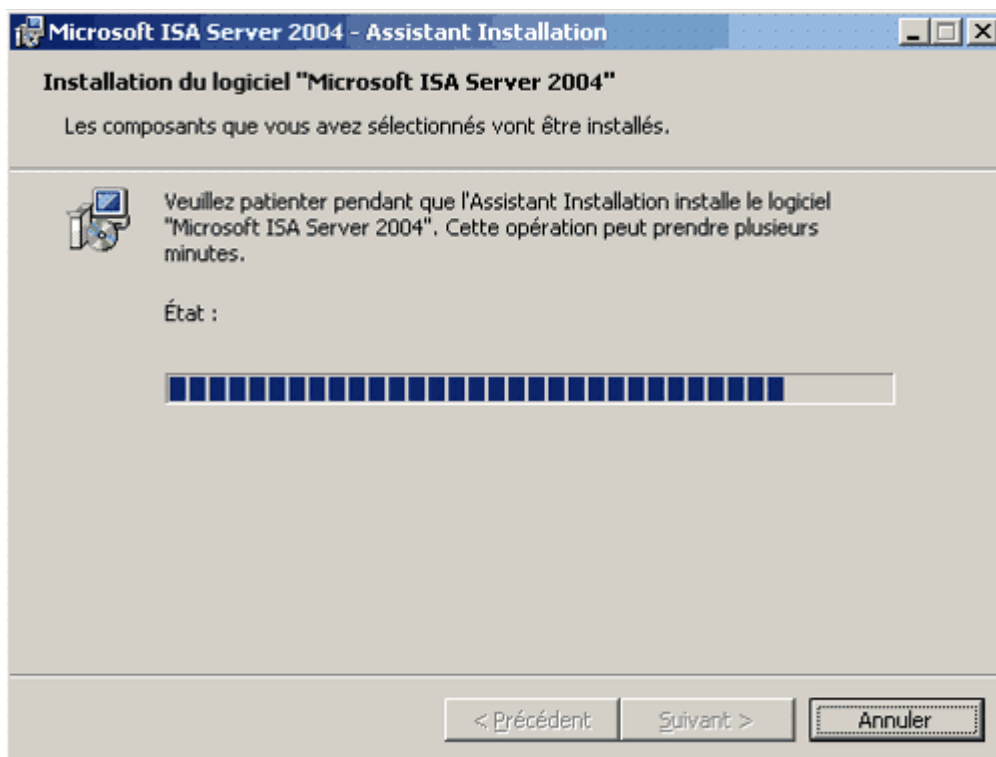 Microsoft ISA Server 2004 - Assistant Installation
Installation du logiciel "Microsoft ISA Server 2004"
Les composants que vous avez sélectionnés vont être installés.
Veuillez patienter pendant que l'Assistant Installation installe le logiciel
"Microsoft ISA Server 2004". Cette opération peut prendre plusieurs
minutes.
État :
< Précédent
Suivant >
Annuler